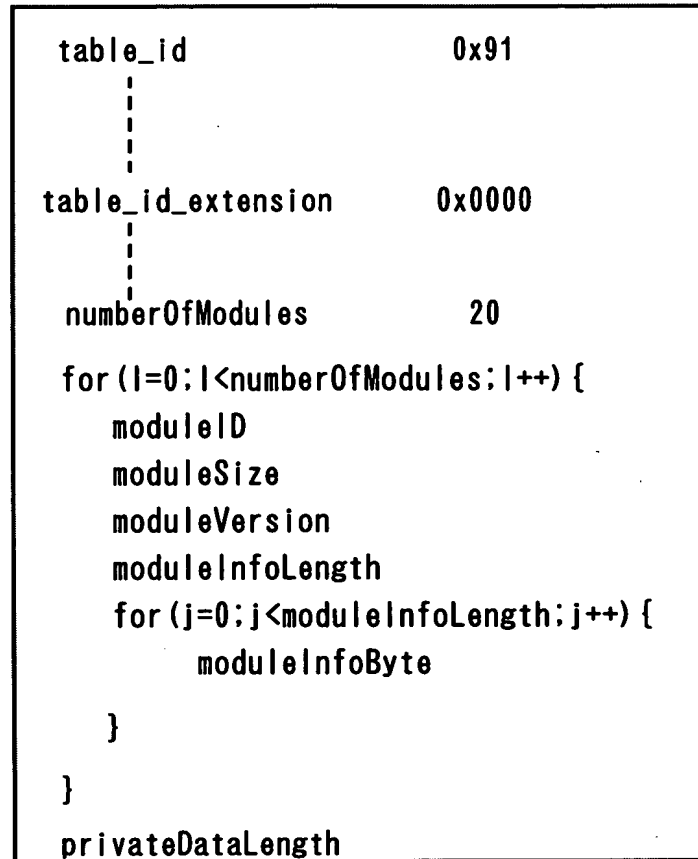 table_id 0x91
table_id_extension 0x0000
numberOfModules 20
for(I=0;I<numberOfModules;I++){
moduleID
moduleSize
moduleVersion
moduleInfoLength
for(j=0;j<moduleInfoLength;j++){
moduleInfoByte
}
}
privateDataLength